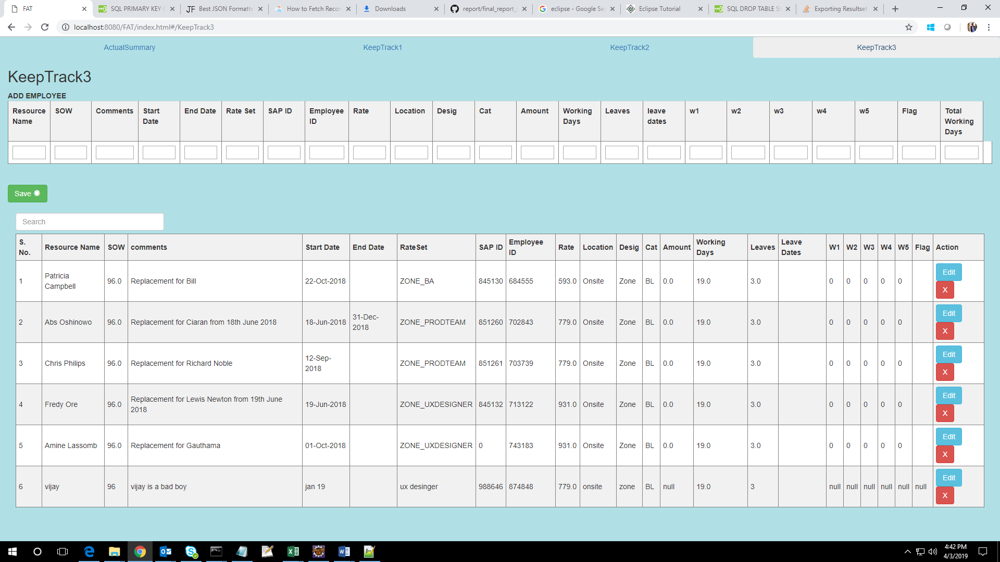 FAT
SQL PRIMARY KEY C
Best JSON Formatte
How to Fetch Recor
Downloads
report/final_report_
eclipse - Google Sea
Eclipse Tutorial
SQL DROP TABLE St
Exporting Resultset
localhost:8080/FAT/index.html#/KeepTrack3
ActualSummary
KeepTrack1
KeepTrack2
KeepTrack3
KeepTrack3
ADD EMPLOYEE
Resource Name SOW Comments Start Date End Date Rate Set SAP ID Employee ID Rate Location Desig Cat Amount Working Days Leaves leave dates w1 w2 w3 w4 w5 Flag Total Working Days
Save
Search
S. No. Resource Name SOW comments Start Date End Date RateSet SAP ID Employee ID Rate Location Desig Cat Amount Working Days Leaves Leave Dates W1 W2 W3 W4 W5 Flag Action
1 Patricia Campbell 96.0 Replacement for Bill 22-Oct-2018 ZONE_BA 845130 684555 593.0 Onsite Zone BL 0.0 19.0 3.0 0 0 0 0 0 Edit X
2 Abs Oshinowo 96.0 Replacement for Ciaran from 18th June 2018 18-Jun-2018 31-Dec-2018 ZONE_PRODTEAM 851260 702843 779.0 Onsite Zone BL 0.0 19.0 3.0 0 0 0 0 0 Edit X
3 Chris Philips 96.0 Replacement for Richard Noble 12-Sep-2018 ZONE_PRODTEAM 851261 703739 779.0 Onsite Zone BL 0.0 19.0 3.0 0 0 0 0 0 Edit X
4 Fredy Ore 96.0 Replacement for Lewis Newton from 19th June 2018 19-Jun-2018 ZONE_UXDESIGNER 845132 713122 931.0 Onsite Zone BL 0.0 19.0 3.0 0 0 0 0 0 Edit X
5 Amine Lassomb 96.0 Replacement for Gauthama 01-Oct-2018 ZONE_UXDESIGNER 0 743183 931.0 Onsite Zone BL 0.0 19.0 3.0 0 0 0 0 0 Edit X
6 vijay 96 vijay is a bad boy jan 19 ux desinger 988646 874848 779.0 onsite zone BL null 19.0 3 null null null null null null Edit X
4:42 PM
4/3/2019